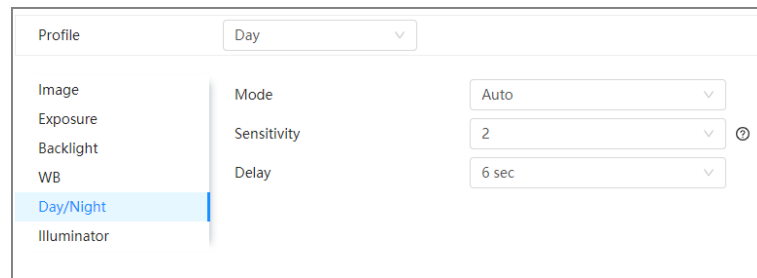 Profile Day
Image
Exposure
Backlight
WB
Day/Night
Illuminator
Mode Auto
Sensitivity 2 ?
Delay 6 sec